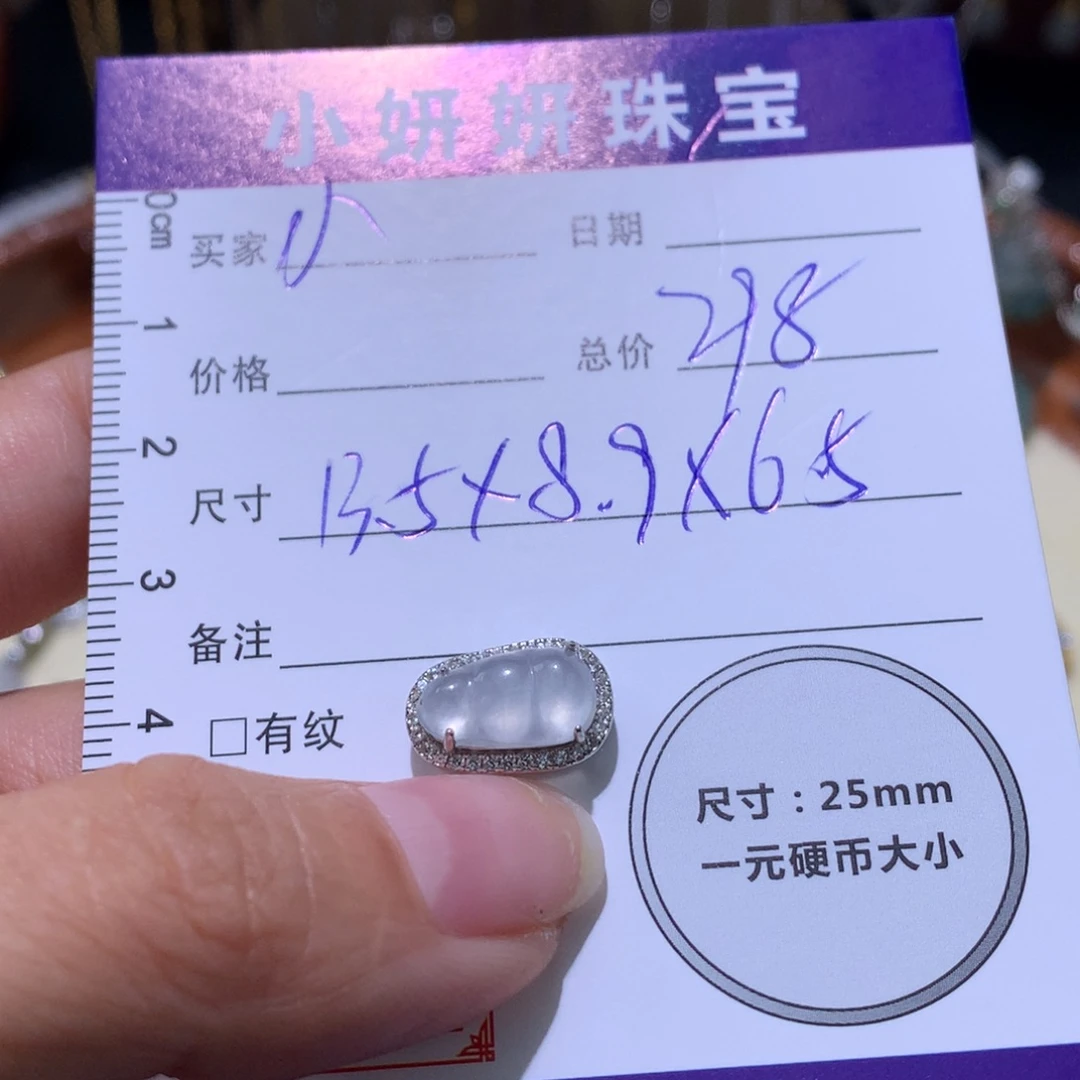 小妍妍珠宝
0cm 买家 小 日期
1 价格 总价 298
2 尺寸 13.5×8.9×6.5
3 备注
4 □有纹
尺寸：25mm
一元硬币大小